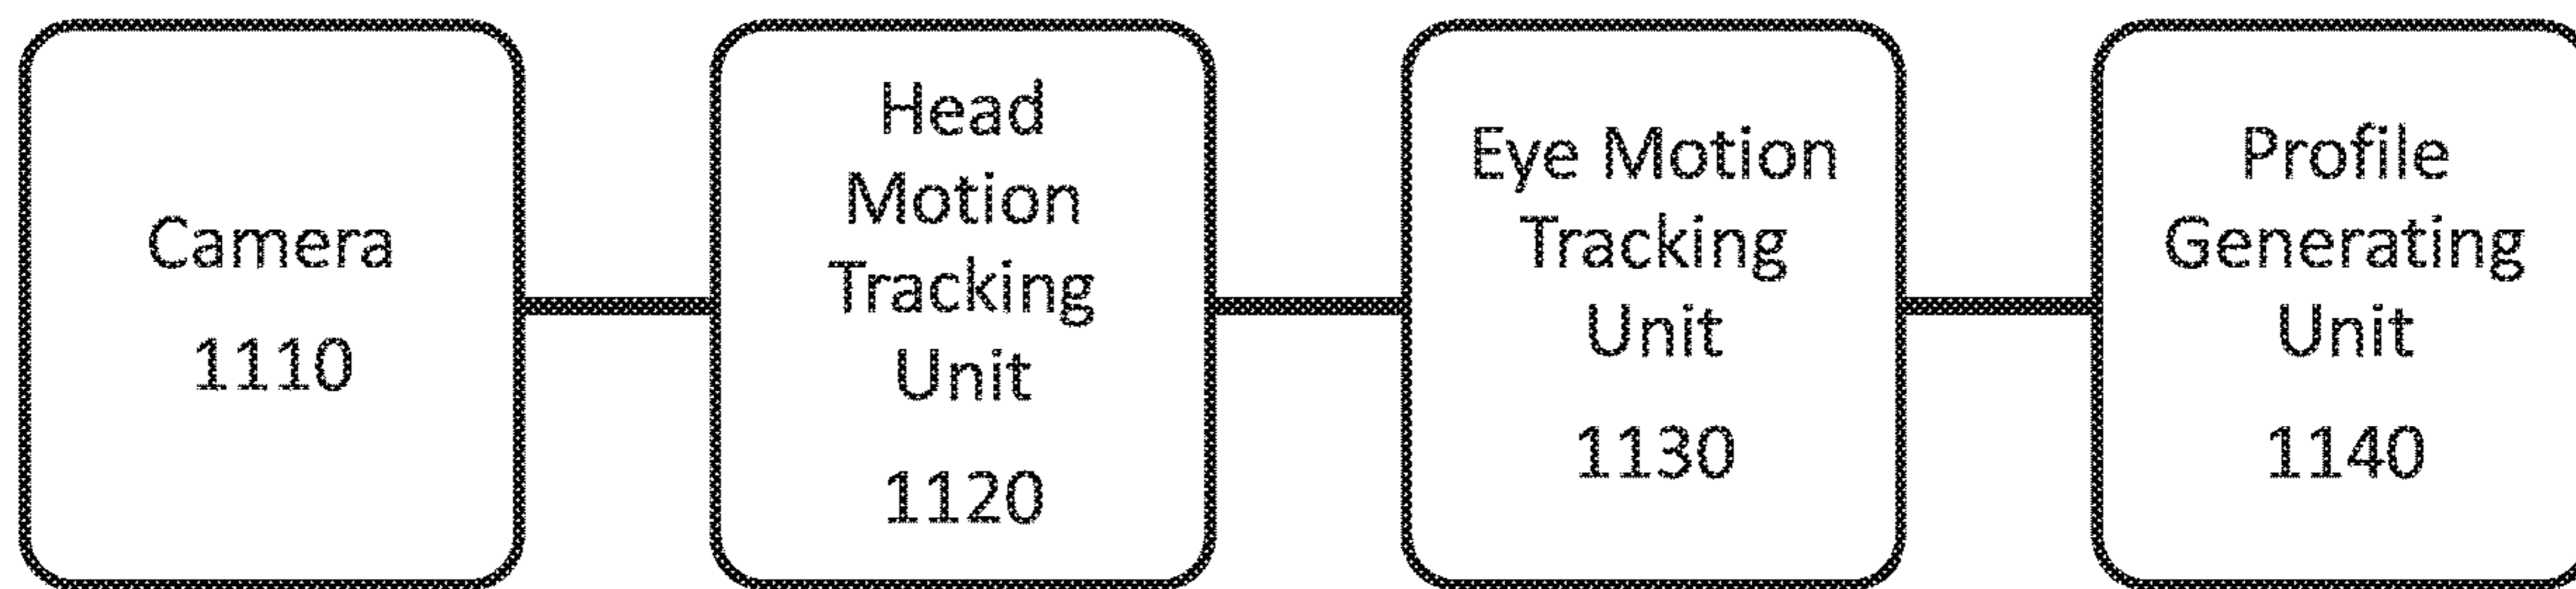 Camera
1110
Head
Motion
Tracking
Unit
1120
Eye Motion
Tracking
Unit
1130
Profile
Generating
Unit
1140